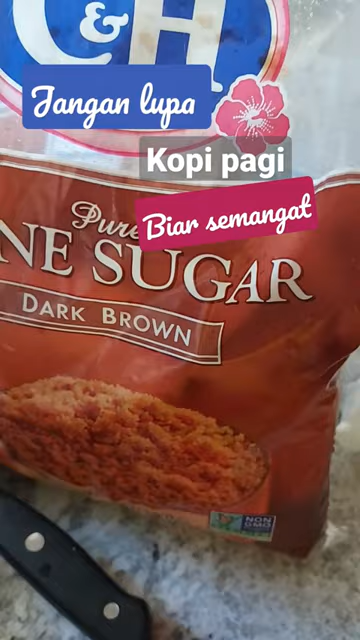 C&H
Jangan lupa
Kopi pagi
Biar semangat
Pure
NE SUGAR
DARK BROWN
NON
GMO